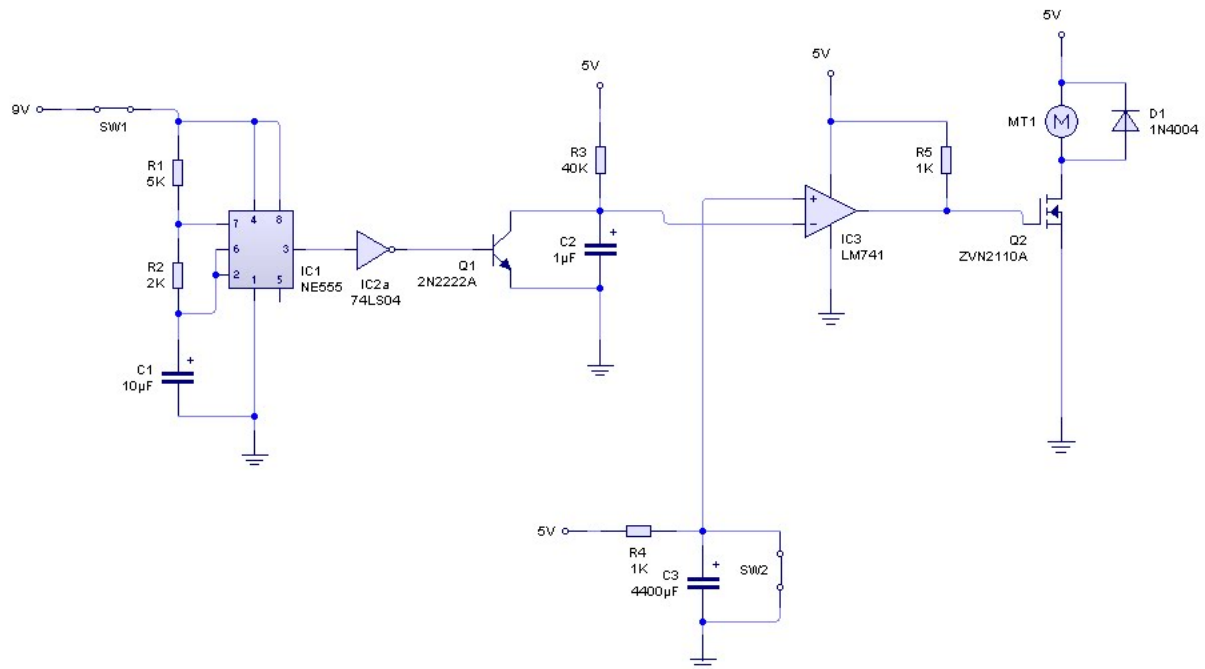 5V
5V
5V
9V
SW1
R1
5K
7
4
8
6
3
2
1
5
R2
2K
IC1
NE555
C1
+
10µF
IC2a
74LS04
Q1
2N2222A
R3
40K
C2
+
1µF
R5
1K
+
−
IC3
LM741
MT1
M
D1
1N4004
Q2
ZVN2110A
5V
R4
1K
C3
+
4400µF
SW2